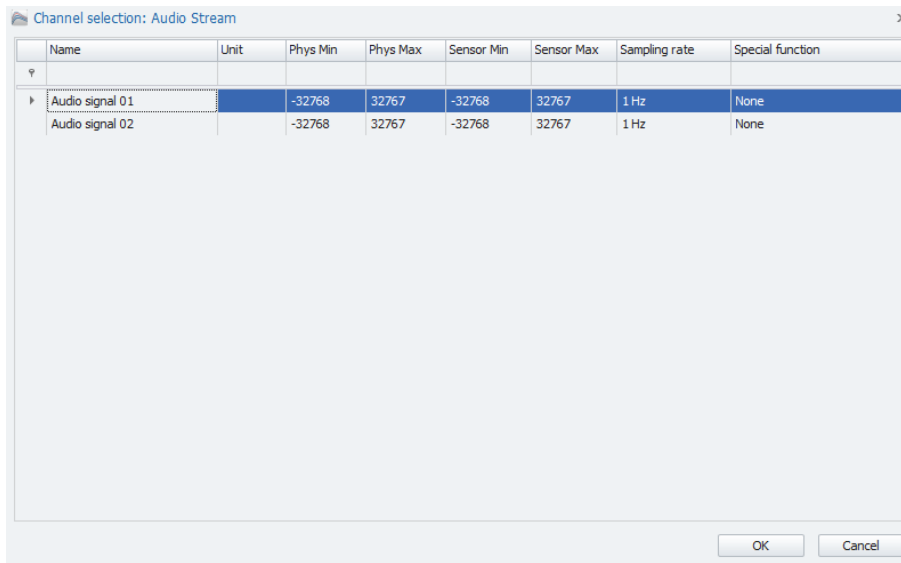 Channel selection: Audio Stream
Name Unit Phys Min Phys Max Sensor Min Sensor Max Sampling rate Special function
Audio signal 01 -32768 32767 -32768 32767 1 Hz None
Audio signal 02 -32768 32767 -32768 32767 1 Hz None
OK Cancel